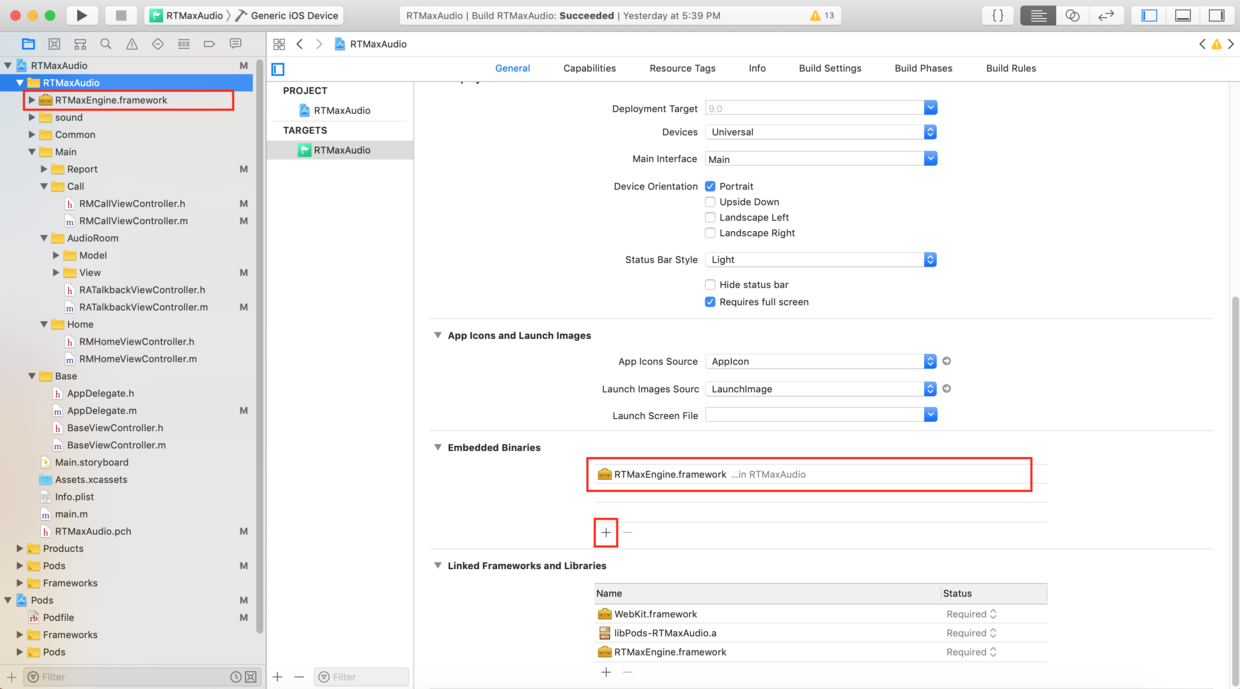 RTMaxAudio 〉 Generic iOS Device
RTMaxAudio | Build RTMaxAudio: Succeeded | Yesterday at 5:39 PM
13
{ }
RTMaxAudio M
RTMaxAudio
RTMaxEngine.framework
sound
Common
Main
Report M
Call
h RMCallViewController.h M
m RMCallViewController.m M
AudioRoom
Model
View M
h RATalkbackViewController.h
m RATalkbackViewController.m M
Home
h RMHomeViewController.h
m RMHomeViewController.m
Base
h AppDelegate.h
m AppDelegate.m M
h BaseViewController.h
m BaseViewController.m
Main.storyboard
Assets.xcassets
Info.plist
m main.m
h RTMaxAudio.pch M
Products
Pods M
Frameworks
Pods M
rb Podfile M
Frameworks
Pods
Filter
RTMaxAudio
General Capabilities Resource Tags Info Build Settings Build Phases Build Rules
PROJECT
RTMaxAudio
TARGETS
RTMaxAudio
Filter
Deployment Target 9.0
Devices Universal
Main Interface Main
Device Orientation Portrait
Upside Down
Landscape Left
Landscape Right
Status Bar Style Light
Hide status bar
Requires full screen
App Icons and Launch Images
App Icons Source AppIcon
Launch Images Sourc LaunchImage
Launch Screen File
Embedded Binaries
RTMaxEngine.framework ...in RTMaxAudio
Linked Frameworks and Libraries
Name Status
WebKit.framework Required
libPods-RTMaxAudio.a Required
RTMaxEngine.framework Required